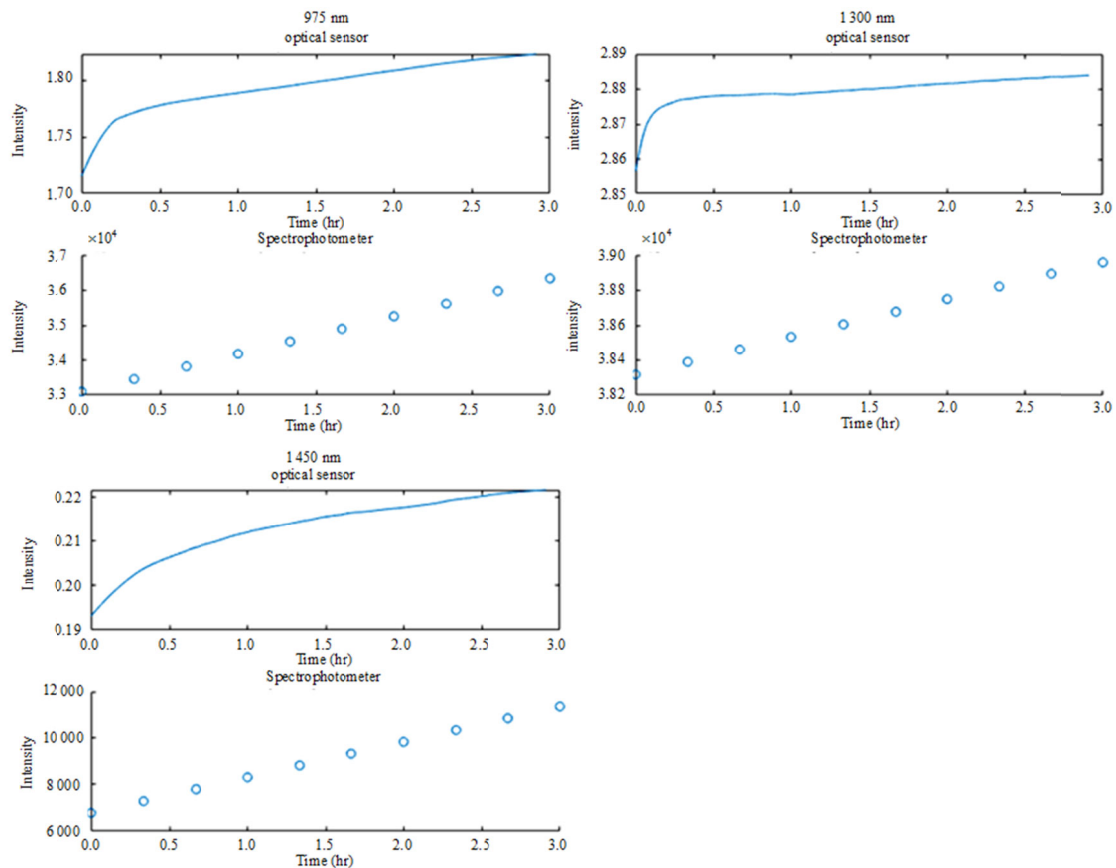 975 nm
optical sensor
Intensity
1.80
1.75
1.70
0.0 0.5 1.0 1.5 2.0 2.5 3.0
Time (hr)
Spectrophotometer
×10⁴
Intensity
3.7
3.6
3.5
3.4
3.3
0.0 0.5 1.0 1.5 2.0 2.5 3.0
Time (hr)
1 300 nm
optical sensor
intensity
2.89
2.88
2.87
2.86
2.85
0.0 0.5 1.0 1.5 2.0 2.5 3.0
Time (hr)
Spectrophotometer
×10⁴
intensity
3.90
3.88
3.86
3.84
3.82
0.0 0.5 1.0 1.5 2.0 2.5 3.0
Time (hr)
1 450 nm
optical sensor
Intensity
0.22
0.21
0.20
0.19
0.0 0.5 1.0 1.5 2.0 2.5 3.0
Time (hr)
Spectrophotometer
Intensity
12 000
10 000
8 000
6 000
0.0 0.5 1.0 1.5 2.0 2.5 3.0
Time (hr)